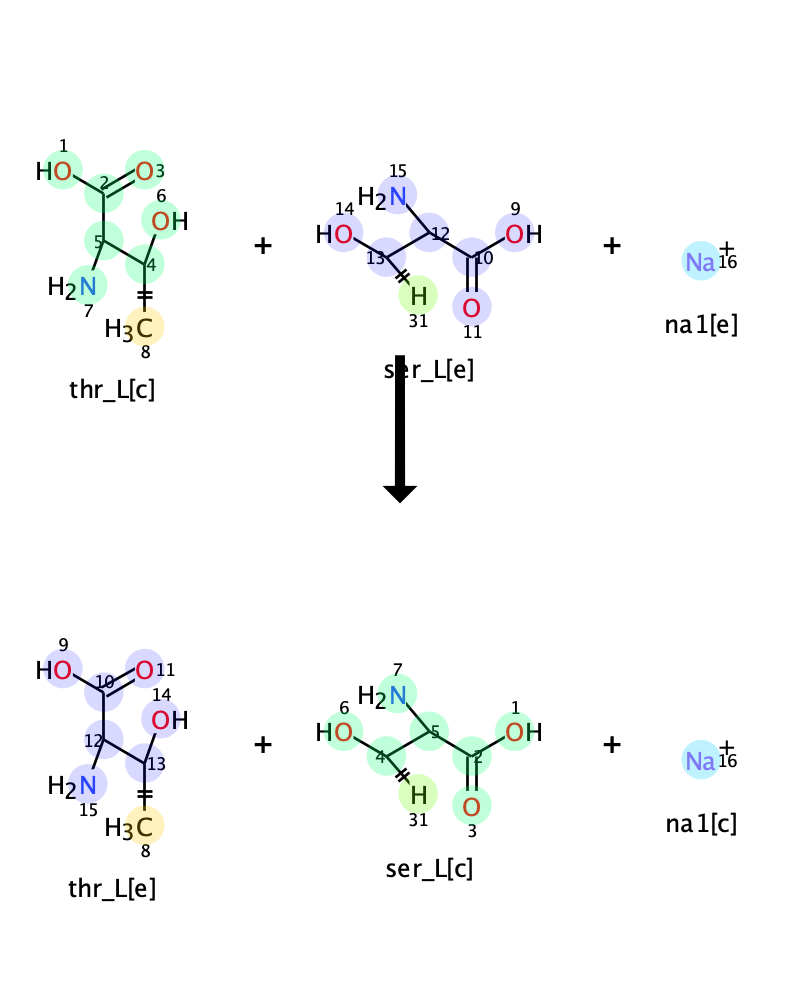 1
HO
2
O 3
6
OH
5
4
H2N
7
H3C
8
thr_L[c]
+
15
H2N
14
HO
12
9
OH
13
10
H
31
O
11
ser_L[e]
+
Na+
16
na1[e]
9
HO
10
O 11
14
OH
12
13
H2N
15
H3C
8
thr_L[e]
+
7
H2N
6
HO
5
1
OH
4
2
H
31
O
3
ser_L[c]
+
Na+
16
na1[c]